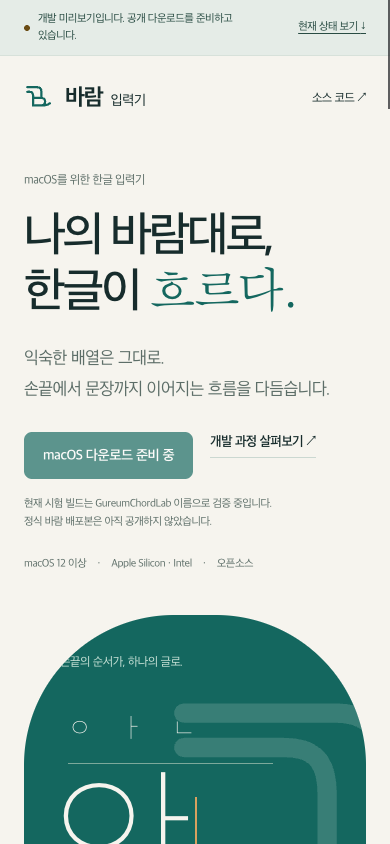 개발 미리보기입니다. 공개 다운로드를 준비하고
있습니다.
현재 상태 보기 ↓
바람 입력기
소스 코드 ↗
macOS를 위한 한글 입력기
나의 바람대로,
한글이 흐르다.
익숙한 배열은 그대로.
손끝에서 문장까지 이어지는 흐름을 다듬습니다.
macOS 다운로드 준비 중
개발 과정 살펴보기 ↗
현재 시험 빌드는 GureumChordLab 이름으로 검증 중입니다.
정식 바람 배포본은 아직 공개하지 않았습니다.
macOS 12 이상 · Apple Silicon · Intel · 오픈소스
손끝의 순서가, 하나의 글로.
ㅇ ㅏ ㄴ